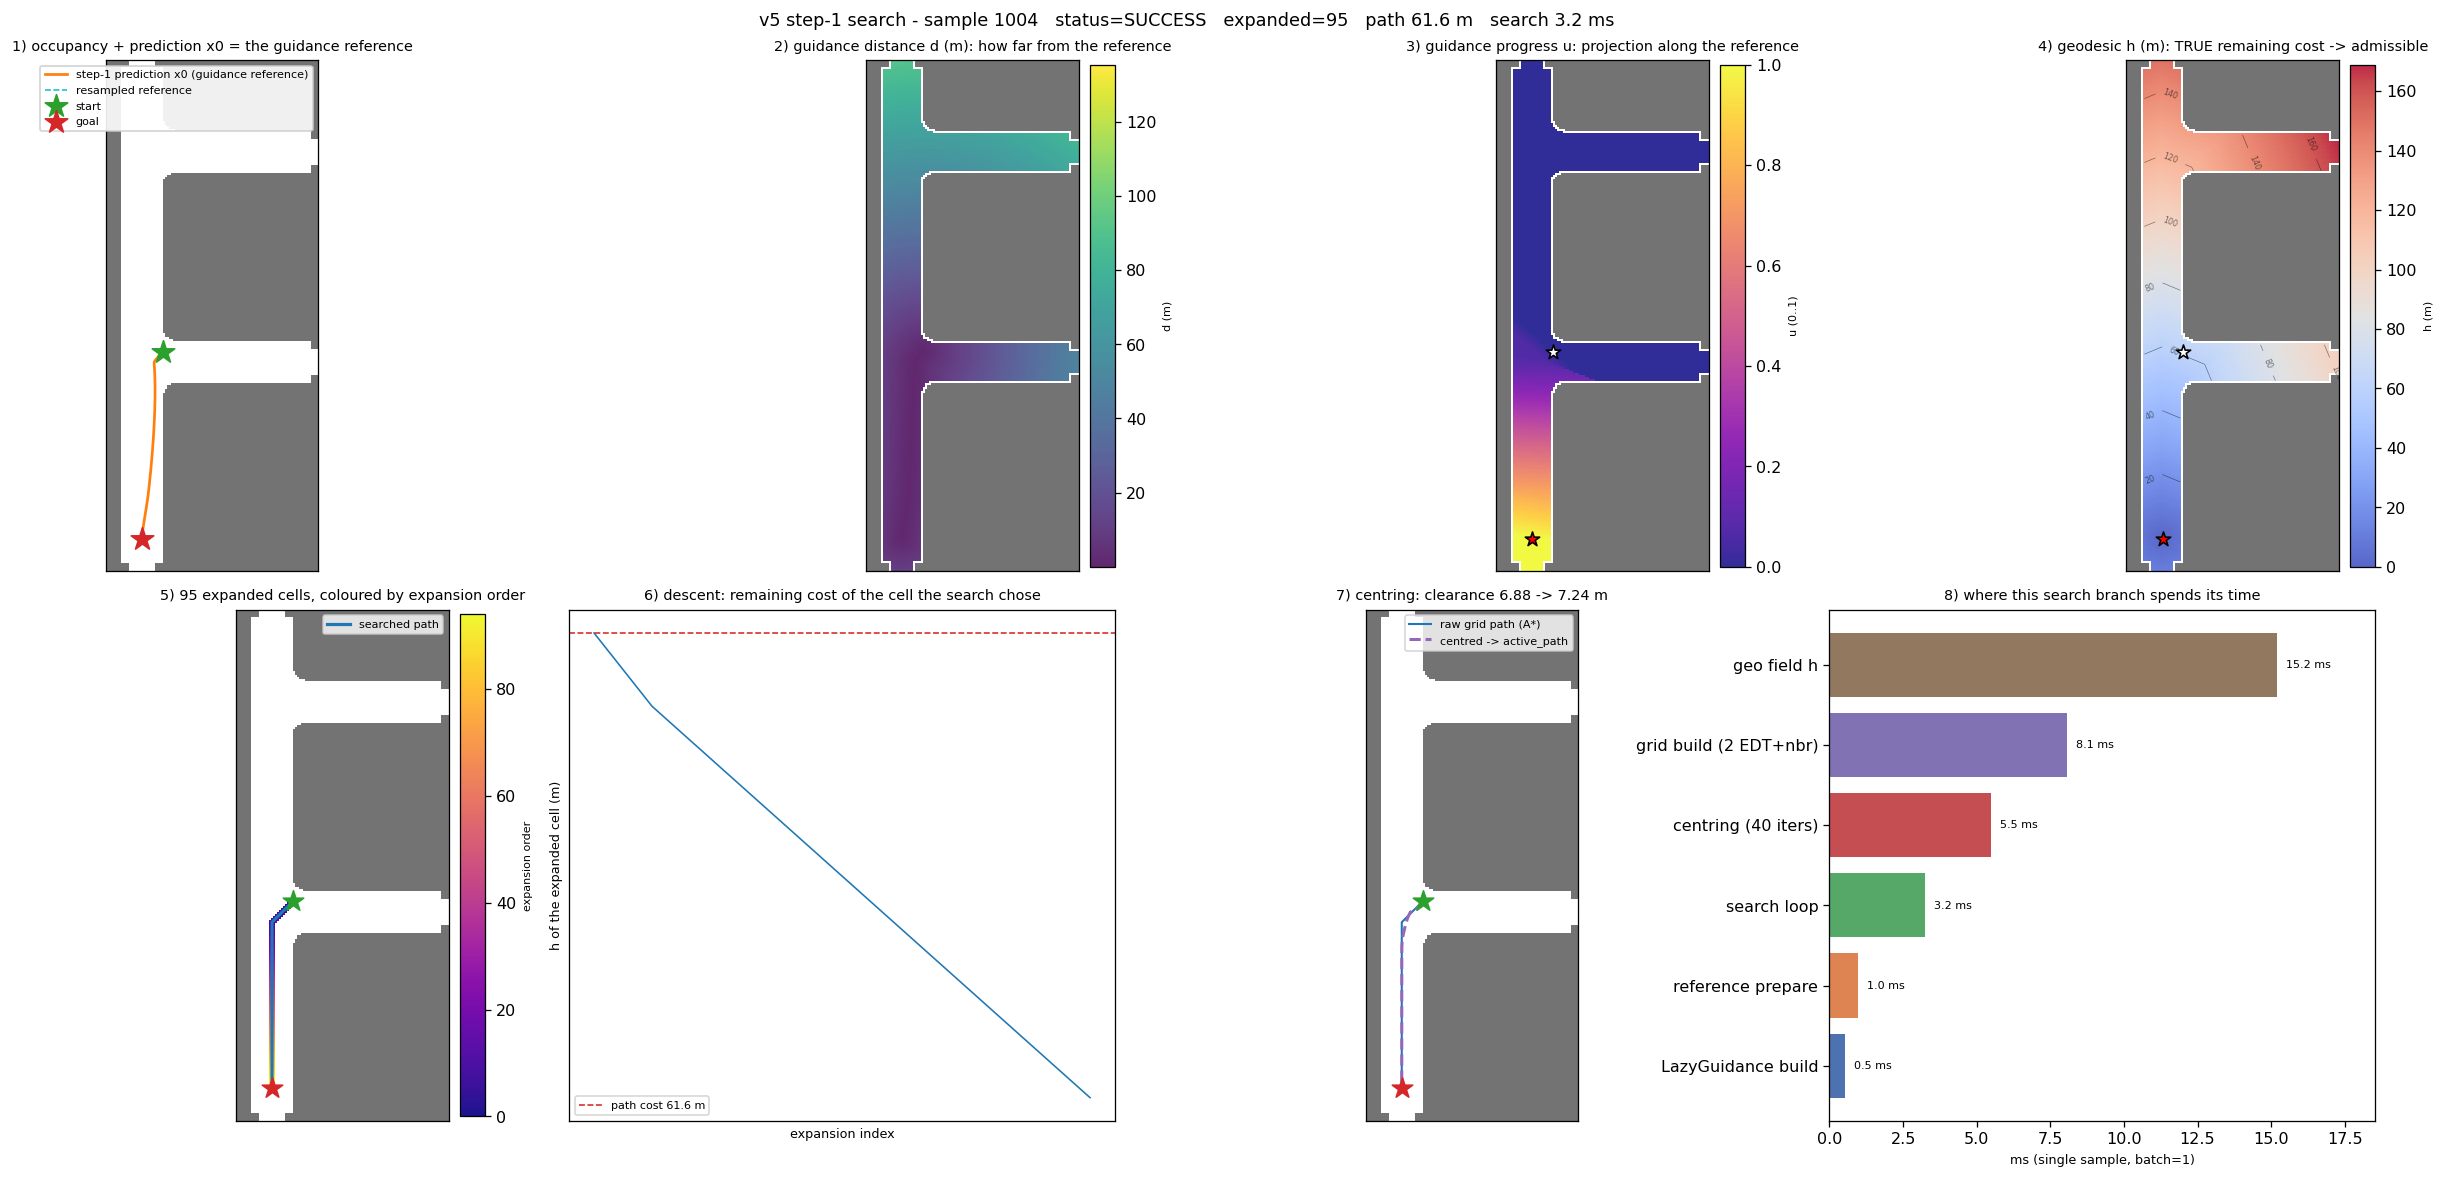 v5 step-1 search - sample 1004   status=SUCCESS   expanded=95   path 61.6 m   search 3.2 ms
1) occupancy + prediction x0 = the guidance reference
step-1 prediction x0 (guidance reference)
resampled reference
start
goal
2) guidance distance d (m): how far from the reference
120
100
80
60
40
20
d (m)
3) guidance progress u: projection along the reference
1.0
0.8
0.6
0.4
0.2
0.0
u (0..1)
4) geodesic h (m): TRUE remaining cost -> admissible
140
120
140
160
100
80
60
80
40
20
160
140
120
100
80
60
40
20
0
h (m)
5) 95 expanded cells, coloured by expansion order
searched path
80
60
40
20
0
expansion order
6) descent: remaining cost of the cell the search chose
h of the expanded cell (m)
path cost 61.6 m
expansion index
7) centring: clearance 6.88 -> 7.24 m
raw grid path (A*)
centred -> active_path
8) where this search branch spends its time
geo field h
15.2 ms
grid build (2 EDT+nbr)
8.1 ms
centring (40 iters)
5.5 ms
search loop
3.2 ms
reference prepare
1.0 ms
LazyGuidance build
0.5 ms
0.0
2.5
5.0
7.5
10.0
12.5
15.0
17.5
ms (single sample, batch=1)